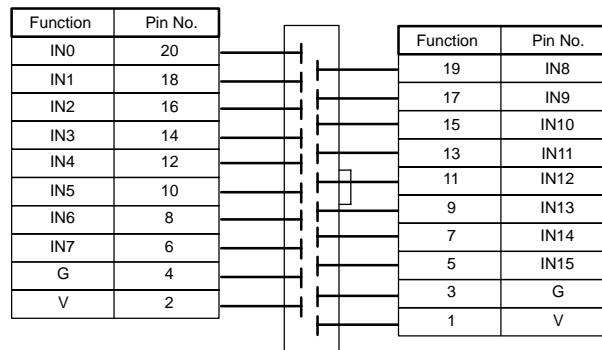 Function Pin No.
IN0 20
IN1 18
IN2 16
IN3 14
IN4 12
IN5 10
IN6 8
IN7 6
G 4
V 2
Function Pin No.
19 IN8
17 IN9
15 IN10
13 IN11
11 IN12
9 IN13
7 IN14
5 IN15
3 G
1 V